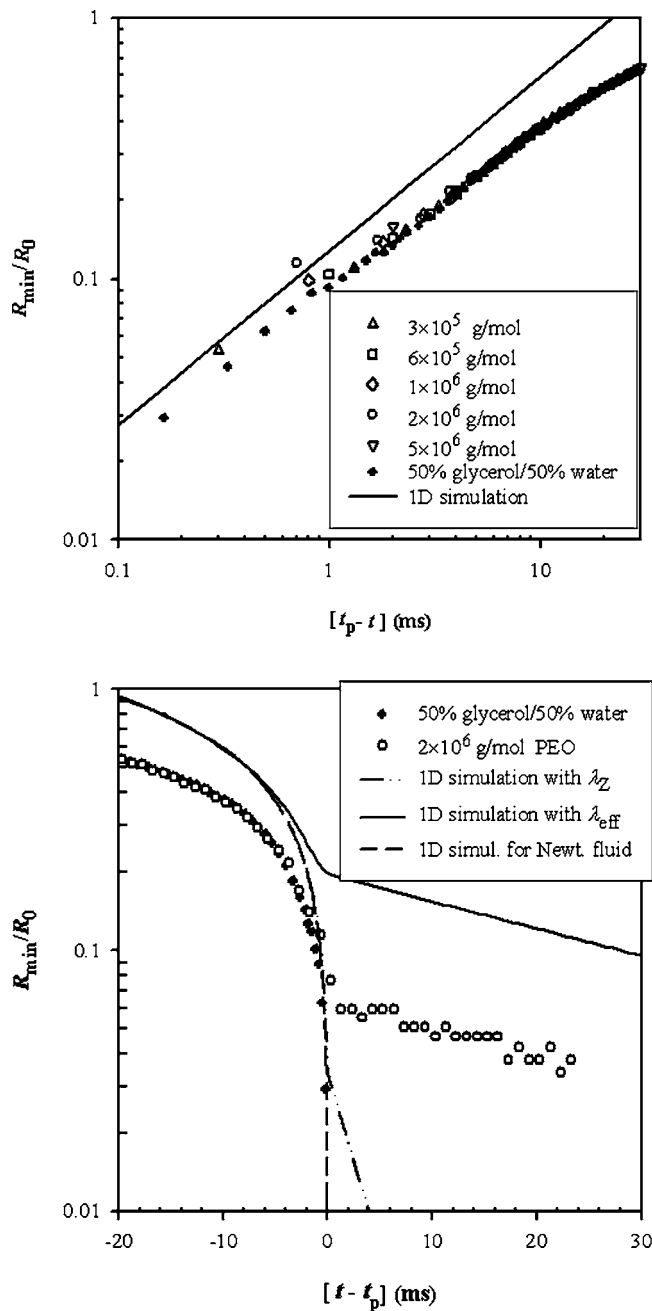 1
0.1
0.01
R_min/R_0
3×10^5 g/mol
6×10^5 g/mol
1×10^6 g/mol
2×10^6 g/mol
5×10^6 g/mol
50% glycerol/50% water
1D simulation
0.1
1
10
[t_p- t] (ms)
1
0.1
0.01
R_min/R_0
50% glycerol/50% water
2×10^6 g/mol PEO
1D simulation with λ_Z
1D simulation with λ_eff
1D simul. for Newt. fluid
-20
-10
0
10
20
30
[t - t_p] (ms)